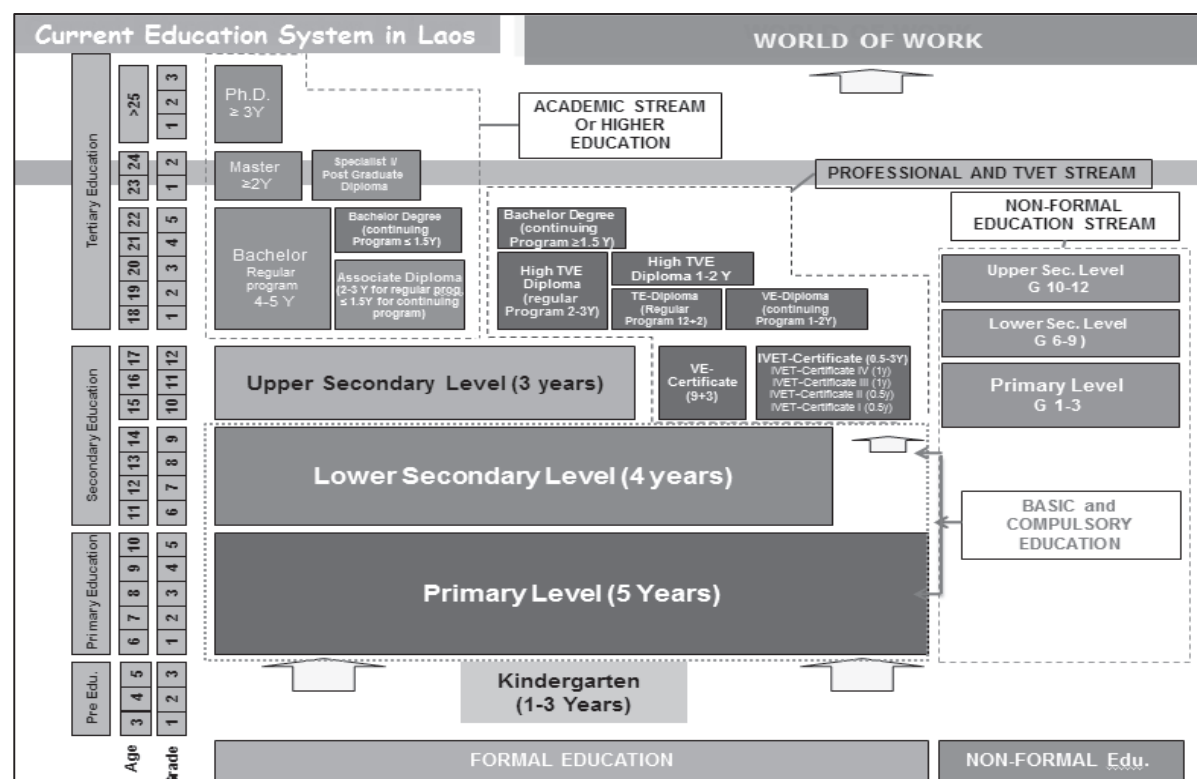 Current Education System in Laos
WORLD OF WORK
Tertiary Education
>25
3
2
1
Ph.D.
≥ 3Y
ACADEMIC STREAM
Or HIGHER
EDUCATION
24
23
2
1
Master
≥2Y
Specialist I/
Post Graduate
Diploma
PROFESSIONAL AND TVET STREAM
NON-FORMAL
EDUCATION STREAM
22
21
20
19
18
5
4
3
2
1
Bachelor
Regular
program
4-5 Y
Bachelor Degree
(continuing
Program ≤ 1.5Y)
Associate Diploma
(2-3 Y for regular prog,
≤ 1.5Y for continuing
program)
Bachelor Degree
(continuing
Program ≥1.5 Y)
High TVE
Diploma
(regular
Program 2-3Y)
High TVE
Diploma 1-2 Y
TE-Diploma
(Regular
Program 12+2)
VE-Diploma
(continuing
Program 1-2Y)
Upper Sec. Level
G 10-12
Lower Sec. Level
G 6-9 )
Primary Level
G 1-3
Secondary Education
17
16
15
12
11
10
Upper Secondary Level (3 years)
VE-
Certificate
(9+3)
IVET-Certificate (0.5-3Y)
IVET-Certificate IV (1y)
IVET-Certificate III (1y)
IVET-Certificate II (0.5y)
IVET-Certificate I (0.5y)
14
13
12
11
9
8
7
6
Lower Secondary Level (4 years)
BASIC and
COMPULSORY
EDUCATION
Primary Education
10
9
8
7
6
5
4
3
2
1
Primary Level (5 Years)
Pre Edu.
5
4
3
3
2
1
Kindergarten
(1-3 Years)
Age
Grade
FORMAL EDUCATION
NON-FORMAL Edu.